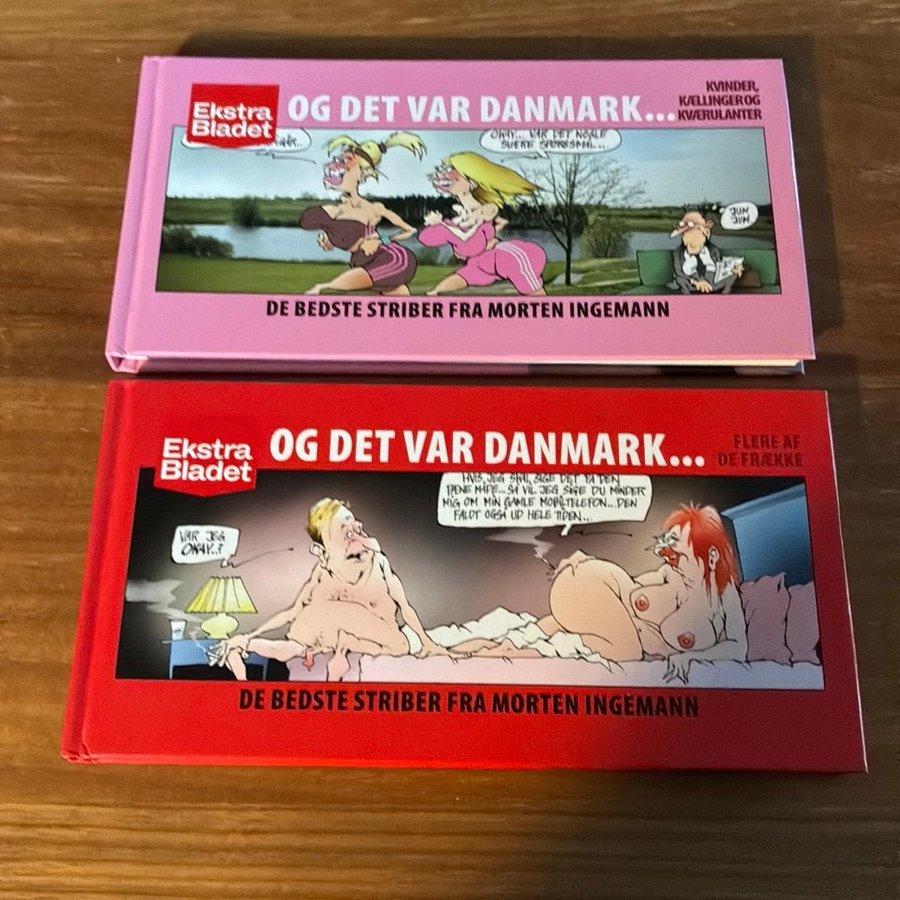 Ekstra
Bladet
OG DET VAR DANMARK...
KVINDER,
KÆLLINGER OG
KVÆRULANTER
OKAY... VAR DET NOGLE
SVÆRE SPØRGSMÅL...
JUM
JUM..
DE BEDSTE STRIBER FRA MORTEN INGEMANN
Ekstra
Bladet
OG DET VAR DANMARK...
FLERE AF
DE FRÆKKE
HVIS JEG SKAL SIGE DET PÅ DEN
PÆNE MÅDE... SÅ VIL JEG SIGE DU MINDER
MIG OM MIN GAMLE MOBILTELEFON... DEN
FALDT OGSÅ UD HELE TIDEN...
VAR JEG
OKAY..?
DE BEDSTE STRIBER FRA MORTEN INGEMANN